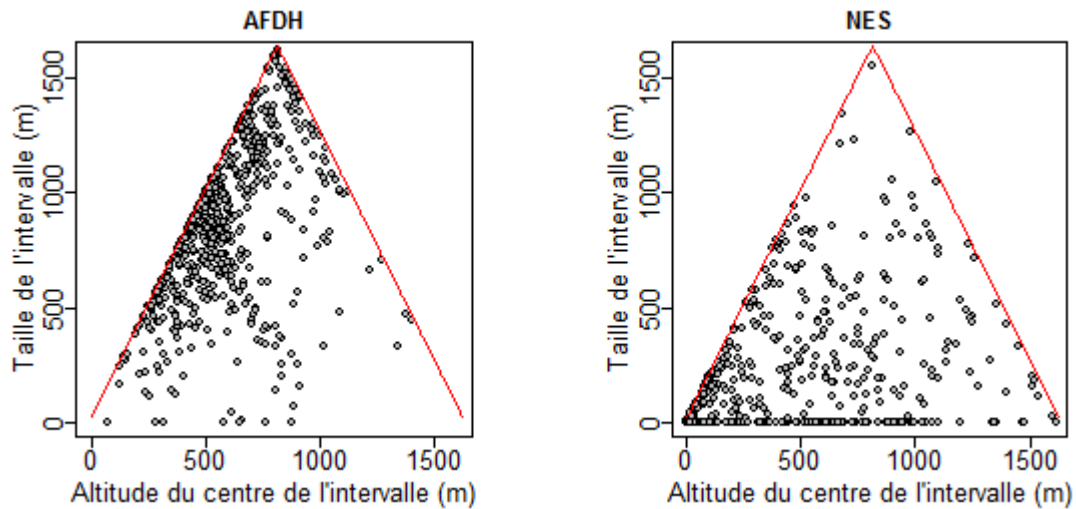 AFDH
Taille de l'intervalle (m)
0 500 1000 1500
0 500 1000 1500
Altitude du centre de l'intervalle (m)
NES
Taille de l'intervalle (m)
0 500 1000 1500
0 500 1000 1500
Altitude du centre de l'intervalle (m)